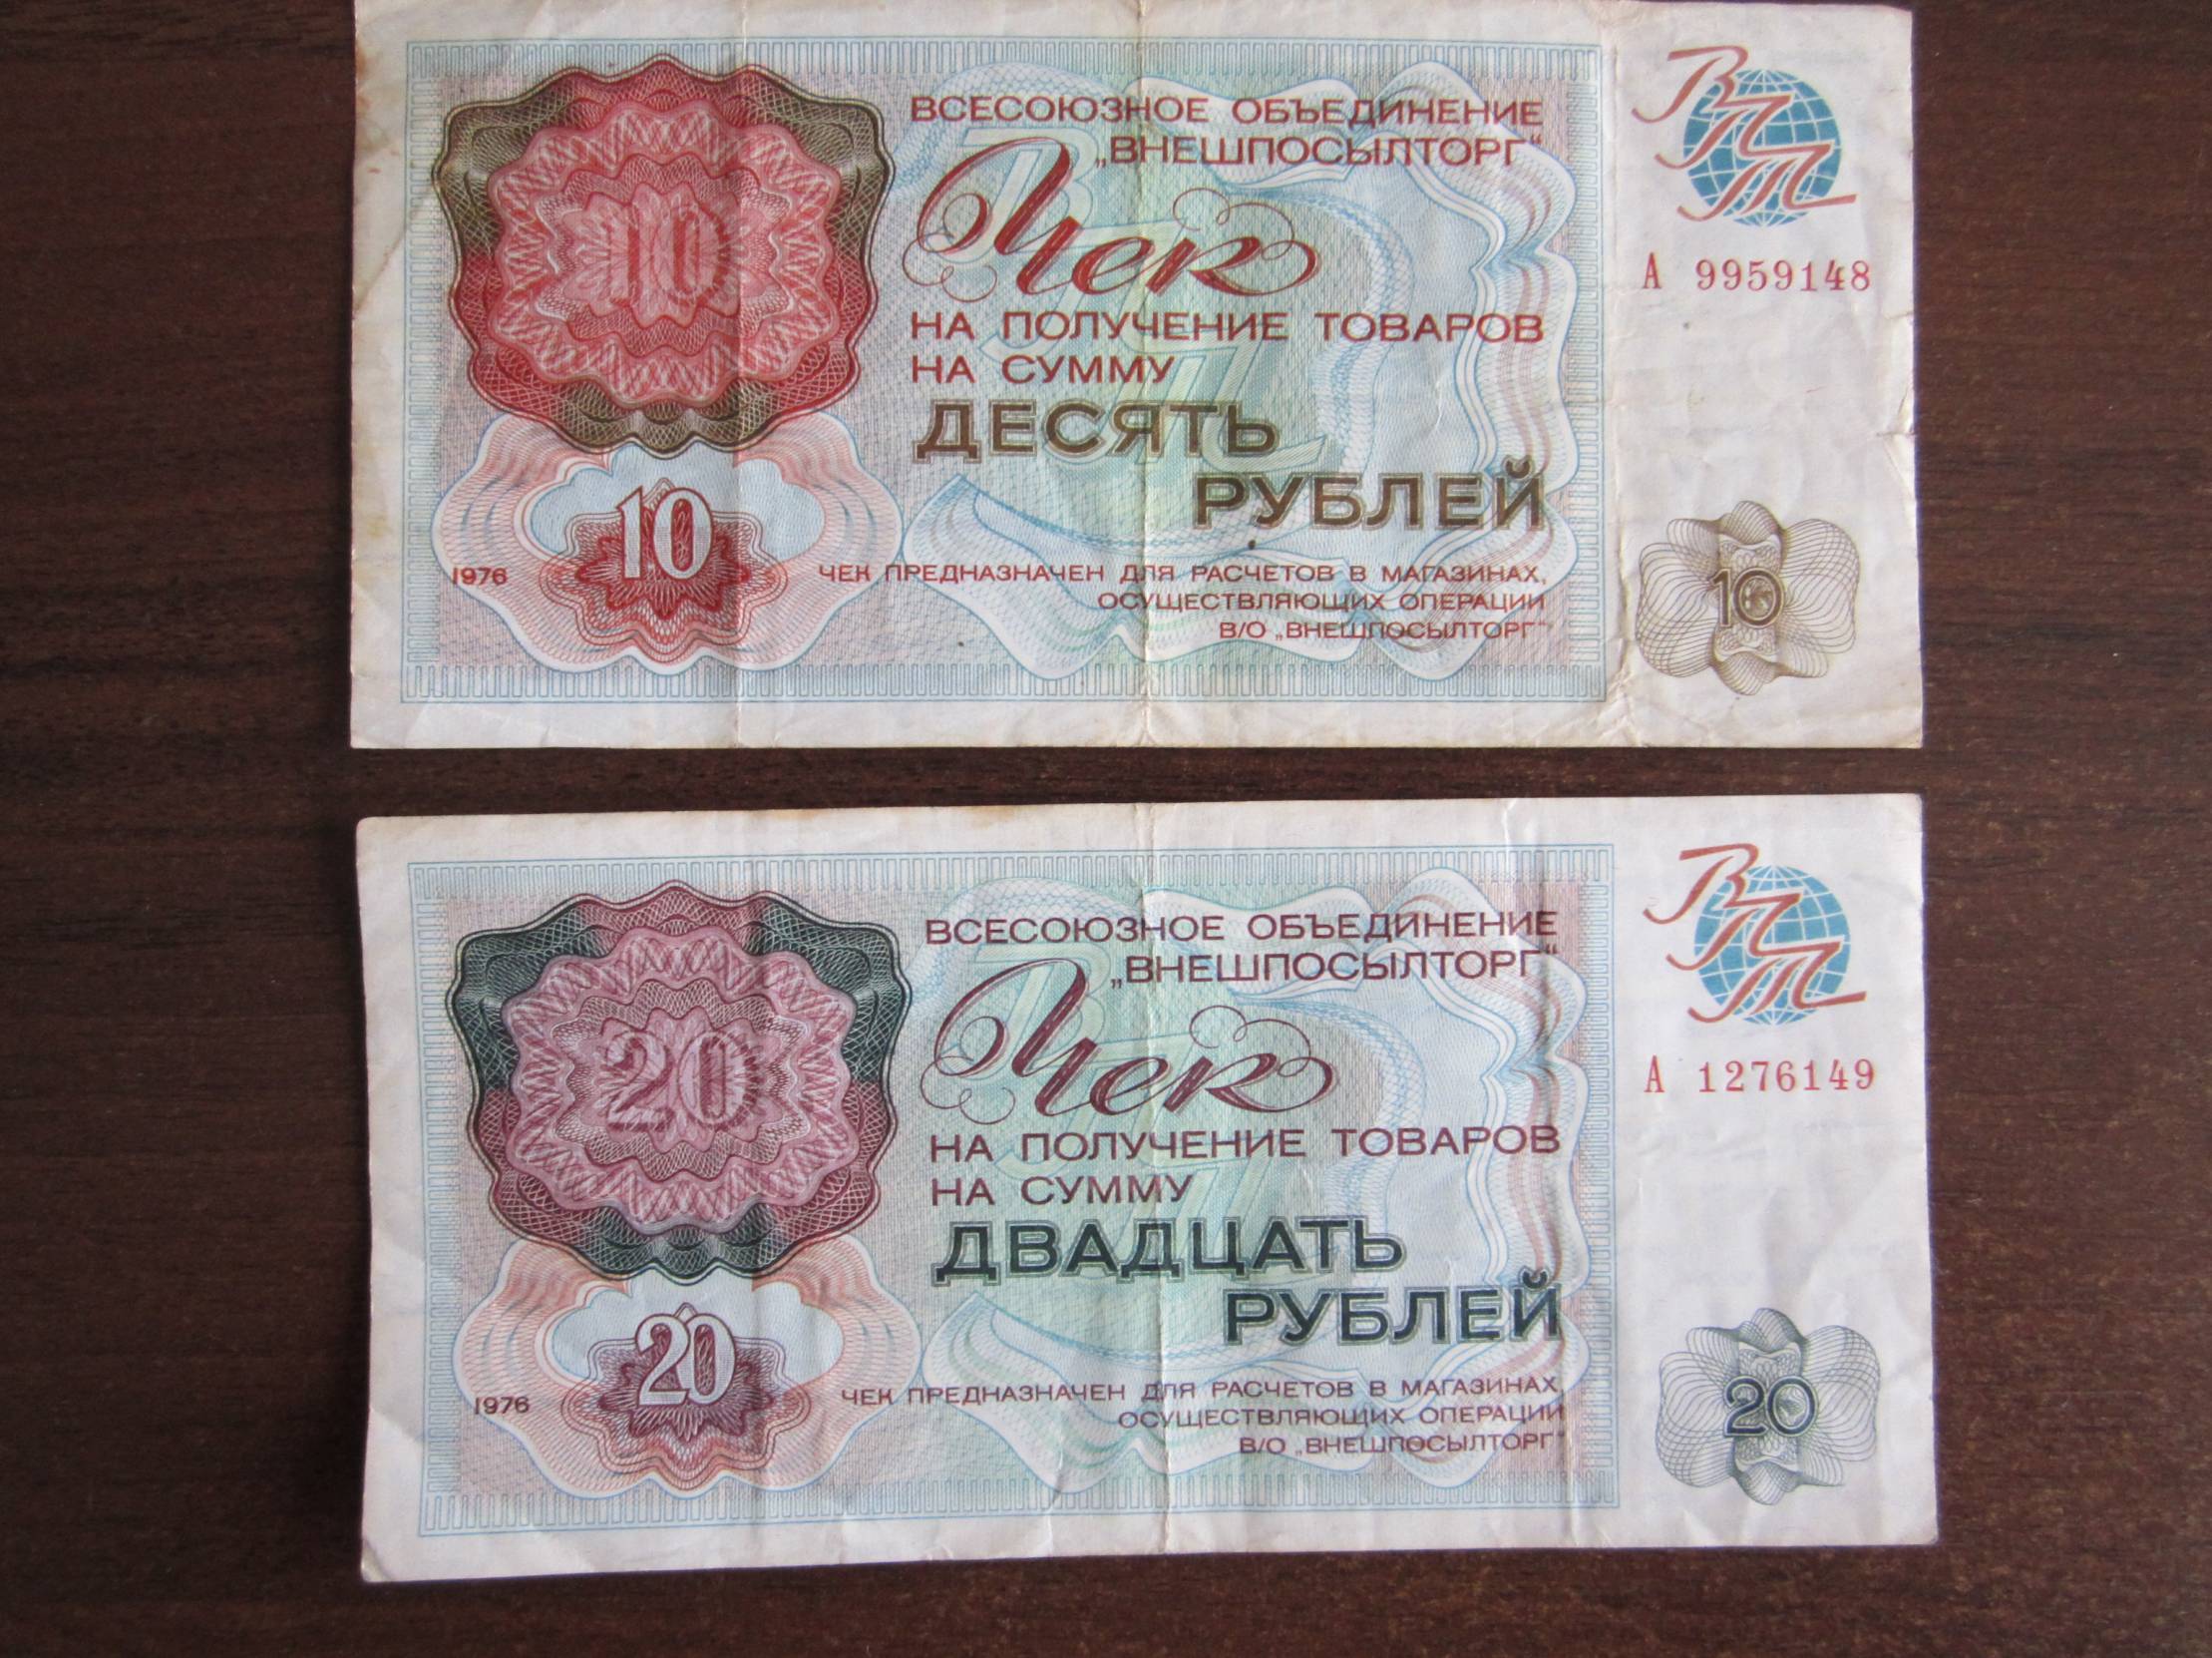 ВСЕСОЮЗНОЕ ОБЪЕДИНЕНИЕ
„ВНЕШПОСЫЛТОРГ“
Чек
НА ПОЛУЧЕНИЕ ТОВАРОВ
НА СУММУ
ДЕСЯТЬ
РУБЛЕЙ
10
10
1976
ЧЕК ПРЕДНАЗНАЧЕН ДЛЯ РАСЧЕТОВ В МАГАЗИНАХ,
ОСУЩЕСТВЛЯЮЩИХ ОПЕРАЦИИ
В/О „ВНЕШПОСЫЛТОРГ“
ВПТ
А 9959148
10
ВСЕСОЮЗНОЕ ОБЪЕДИНЕНИЕ
„ВНЕШПОСЫЛТОРГ“
Чек
НА ПОЛУЧЕНИЕ ТОВАРОВ
НА СУММУ
ДВАДЦАТЬ
РУБЛЕЙ
20
20
1976
ЧЕК ПРЕДНАЗНАЧЕН ДЛЯ РАСЧЕТОВ В МАГАЗИНАХ,
ОСУЩЕСТВЛЯЮЩИХ ОПЕРАЦИИ
В/О „ВНЕШПОСЫЛТОРГ“
ВПТ
А 1276149
20